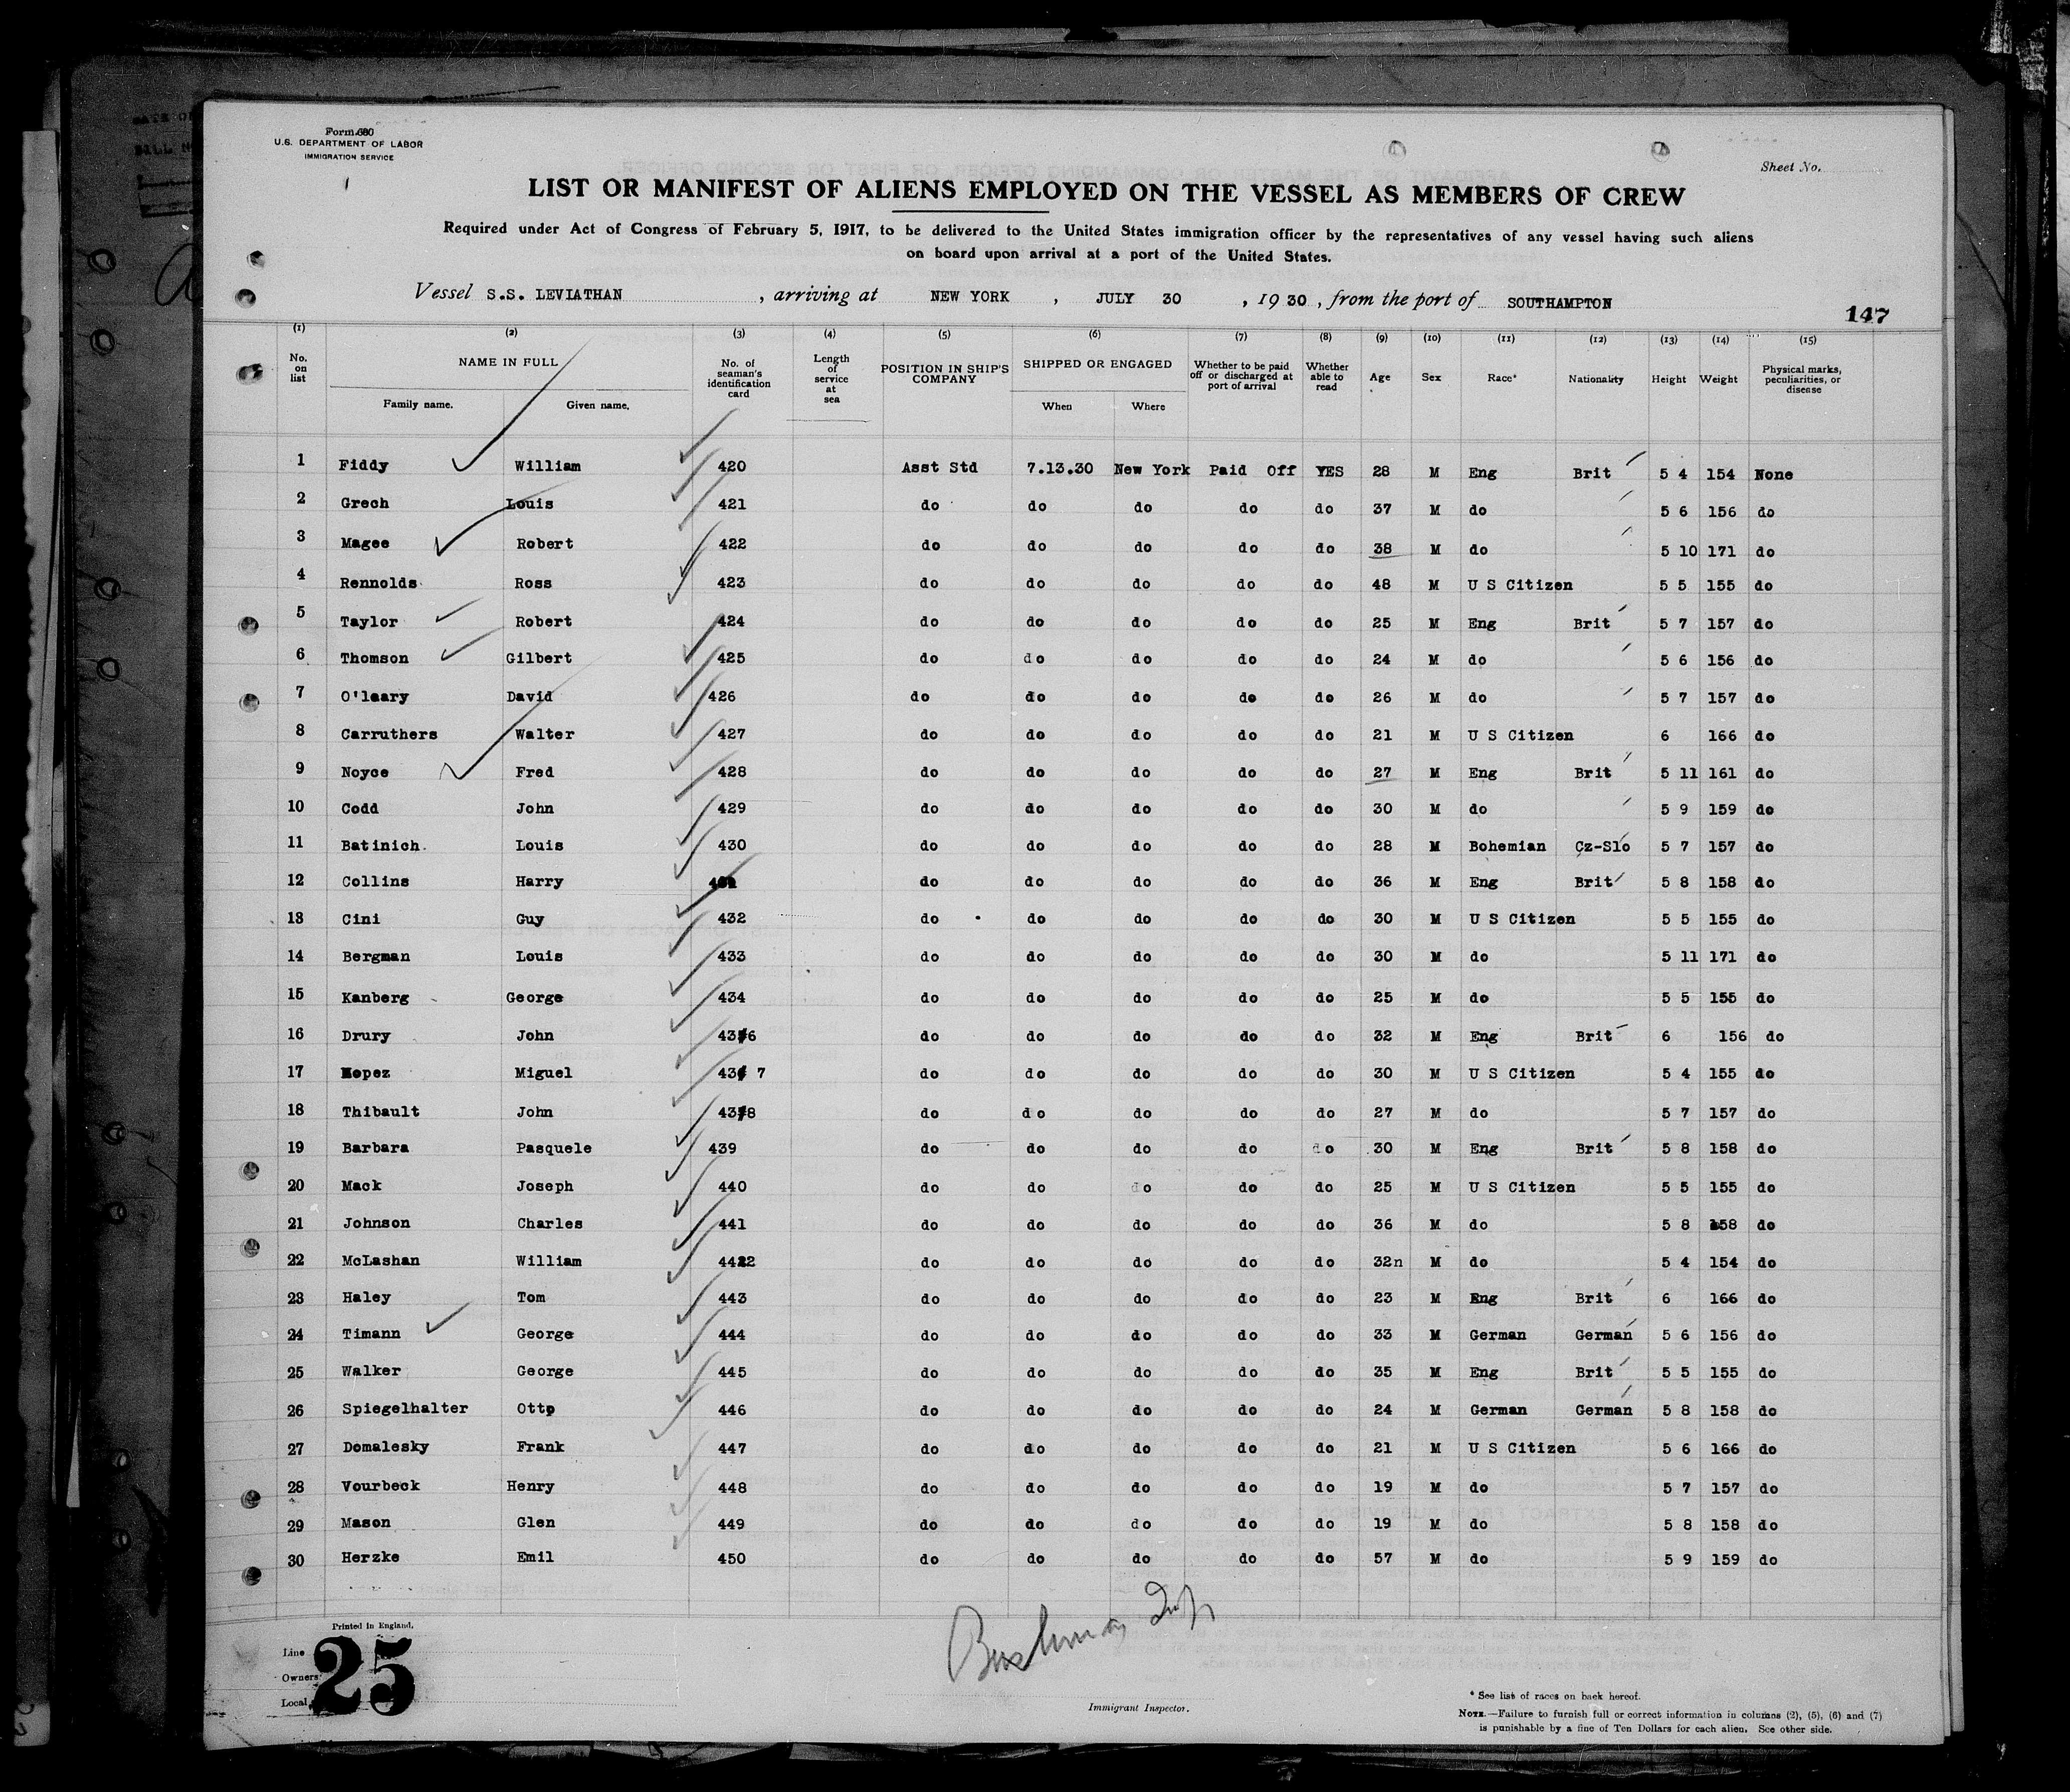 Form 680
U.S. DEPARTMENT OF LABOR
IMMIGRATION SERVICE
Sheet No.
LIST OR MANIFEST OF ALIENS EMPLOYED ON THE VESSEL AS MEMBERS OF CREW
Required under Act of Congress of February 5, 1917, to be delivered to the United States immigration officer by the representatives of any vessel having such aliens
on board upon arrival at a port of the United States.
Vessel S.S. LEVIATHAN , arriving at NEW YORK , JULY 30 , 19 30 , from the port of SOUTHAMPTON
147
(1) (2) (3) (4) (5) (6) (7) (8) (9) (10) (11) (12) (13) (14) (15)
No. on list NAME IN FULL Family name. Given name. No. of seaman's identification card Length of service at sea POSITION IN SHIP'S COMPANY SHIPPED OR ENGAGED When Where Whether to be paid off or discharged at port of arrival Whether able to read Age Sex Race* Nationality Height Weight Physical marks, peculiarities, or disease
1 Fiddy William 420 Asst Std 7.13.30 New York Paid Off YES 28 M Eng Brit 5 4 154 None
2 Grech Louis 421 do do do do do 37 M do 5 6 156 do
3 Magee Robert 422 do do do do do 38 M do 5 10 171 do
4 Rennolds Ross 423 do do do do do 48 M U S Citizen 5 5 155 do
5 Taylor Robert 424 do do do do do 25 M Eng Brit 5 7 157 do
6 Thomson Gilbert 425 do do do do do 24 M do 5 6 156 do
7 O'leary David 426 do do do do do 26 M do 5 7 157 do
8 Carruthers Walter 427 do do do do do 21 M U S Citizen 6 166 do
9 Noyce Fred 428 do do do do do 27 M Eng Brit 5 11 161 do
10 Codd John 429 do do do do do 30 M do 5 9 159 do
11 Batinich Louis 430 do do do do do 28 M Bohemian Cz-Slo 5 7 157 do
12 Collins Harry do do do do do 36 M Eng Brit 5 8 158 do
13 Cini Guy 432 do do do do do 30 M U S Citizen 5 5 155 do
14 Bergman Louis 433 do do do do do 30 M do 5 11 171 do
15 Kanberg George 434 do do do do do 25 M do 5 5 155 do
16 Drury John 436 do do do do do 32 M Eng Brit 6 156 do
17 Lopez Miguel 43 7 do do do do do 30 M U S Citizen 5 4 155 do
18 Thibault John 438 do do do do do 27 M do 5 7 157 do
19 Barbara Pasquele 439 do do do do do 30 M Eng Brit 5 8 158 do
20 Mack Joseph 440 do do do do do 25 M U S Citizen 5 5 155 do
21 Johnson Charles 441 do do do do do 36 M do 5 8 158 do
22 McLashan William 4422 do do do do do 32n M do 5 4 154 do
23 Haley Tom 443 do do do do do 23 M Eng Brit 6 166 do
24 Timann George 444 do do do do do 33 M German German 5 6 156 do
25 Walker George 445 do do do do do 35 M Eng Brit 5 5 155 do
26 Spiegelhalter Otto 446 do do do do do 24 M German German 5 8 158 do
27 Domalesky Frank 447 do do do do do 21 M U S Citizen 5 6 166 do
28 Vourbeck Henry 448 do do do do do 19 M do 5 7 157 do
29 Mason Glen 449 do do do do do 19 M do 5 8 158 do
30 Herzke Emil 450 do do do do do 57 M do 5 9 159 do
Printed in England.
Line
Owners
Local
25
Immigrant Inspector.
* See list of races on back hereof.
NOTE.—Failure to furnish full or correct information in columns (2), (5), (6) and (7)
is punishable by a fine of Ten Dollars for each alien. See other side.